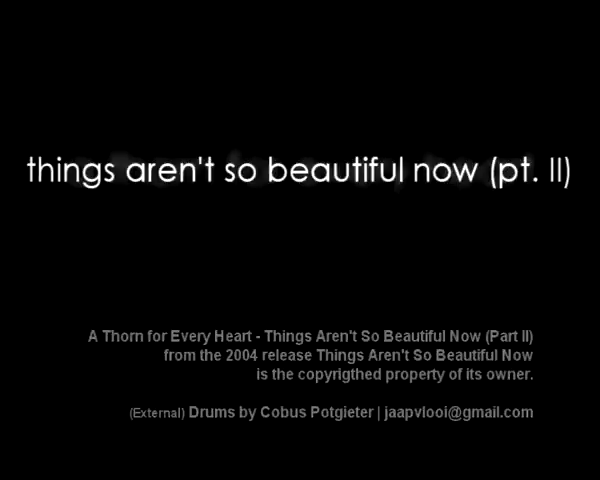 things aren't so beautiful now (pt. II)
A Thorn for Every Heart - Things Aren't So Beautiful Now (Part II)
from the 2004 release Things Aren't So Beautiful Now
is the copyrigthed property of its owner.
(External) Drums by Cobus Potgieter | jaapvlooi@gmail.com